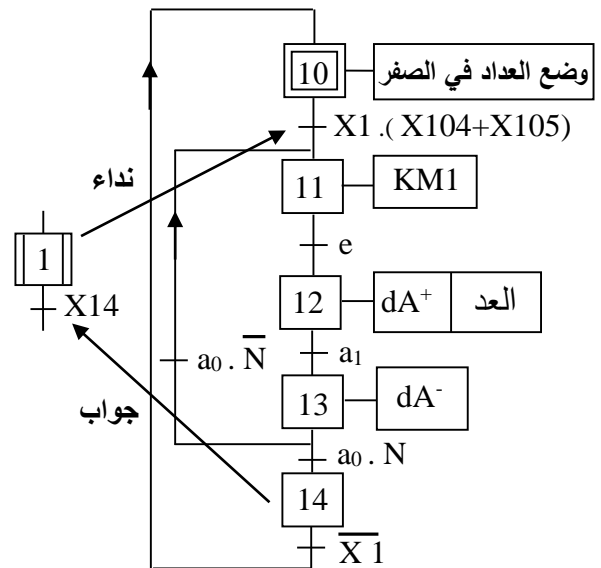 10 وضع العداد في الصفر
X1 .( X104+X105)
نداء
11 KM1
1
e
X14
12 dA⁺ العد
a₀ . N̅ a₁
13 dA⁻
جواب
a₀ . N
14
X̅ 1̅